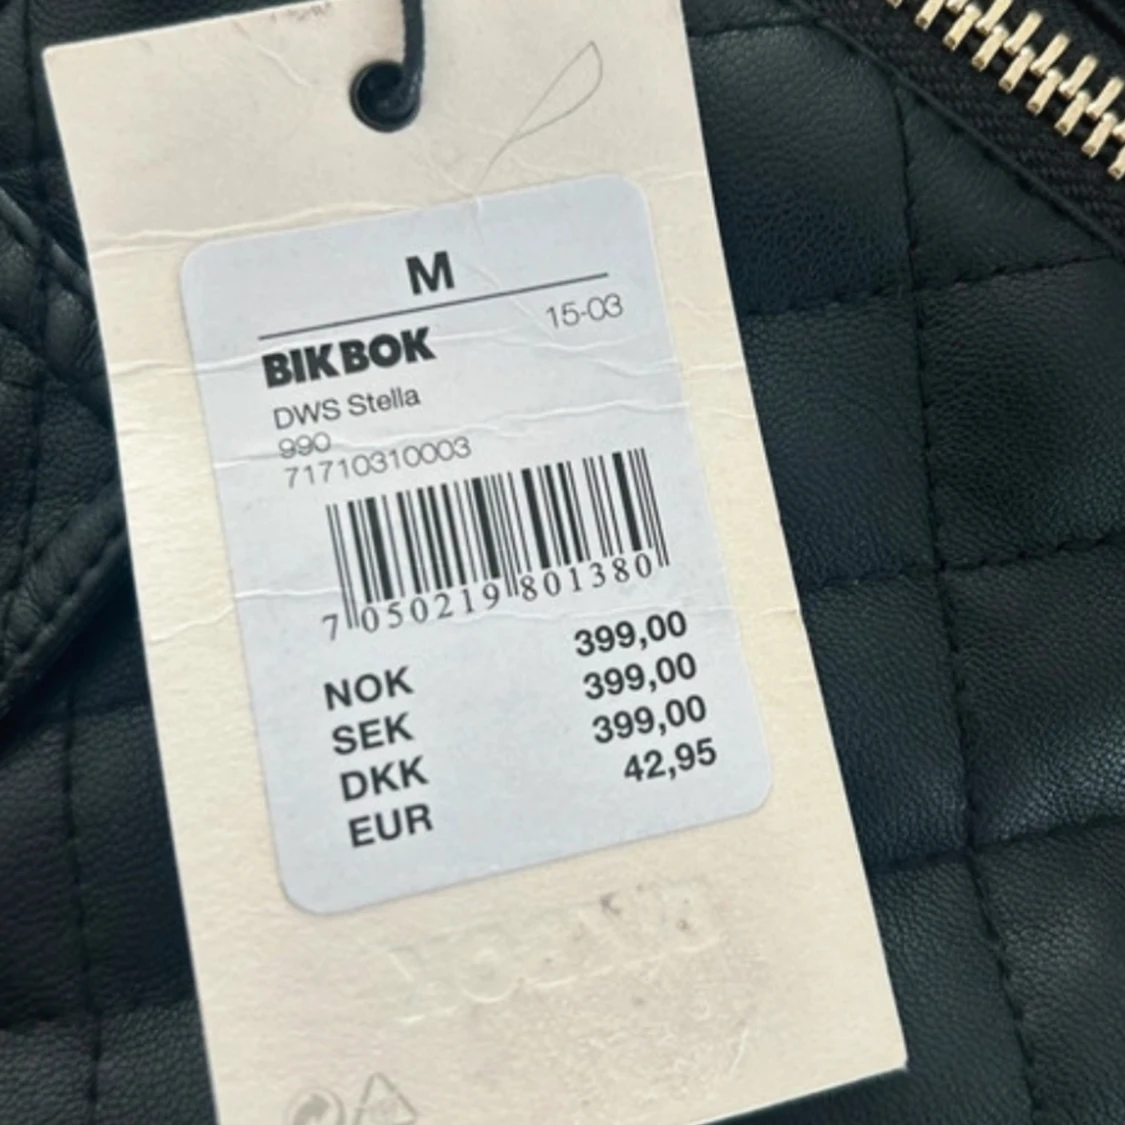 M
15-03
BIKBOK
DWS Stella
990
71710310003
7 050219 801380
NOK 399,00
SEK 399,00
DKK 399,00
EUR 42,95